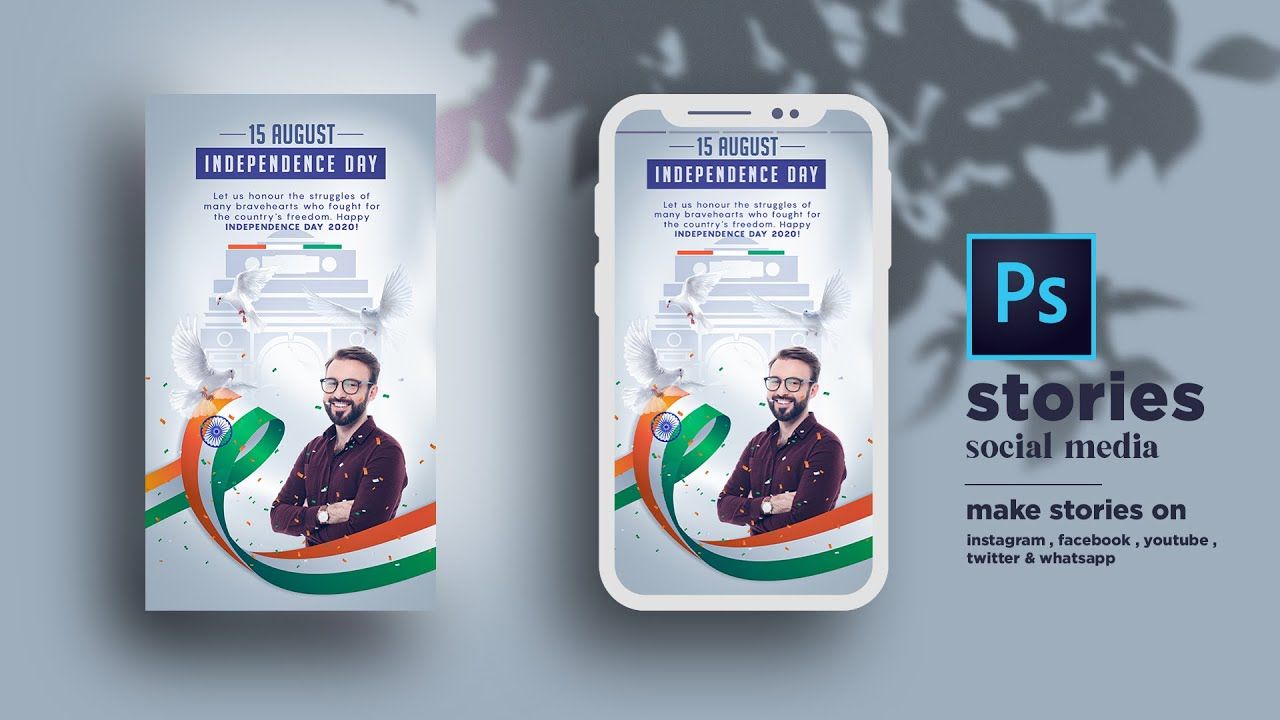 15 AUGUST
INDEPENDENCE DAY
Let us honour the struggles of
many bravehearts who fought for
the country's freedom. Happy
INDEPENDENCE DAY 2020!
15 AUGUST
INDEPENDENCE DAY
Let us honour the struggles of
many bravehearts who fought for
the country's freedom. Happy
INDEPENDENCE DAY 2020!
Ps
stories
social media
make stories on
instagram , facebook , youtube ,
twitter & whatsapp